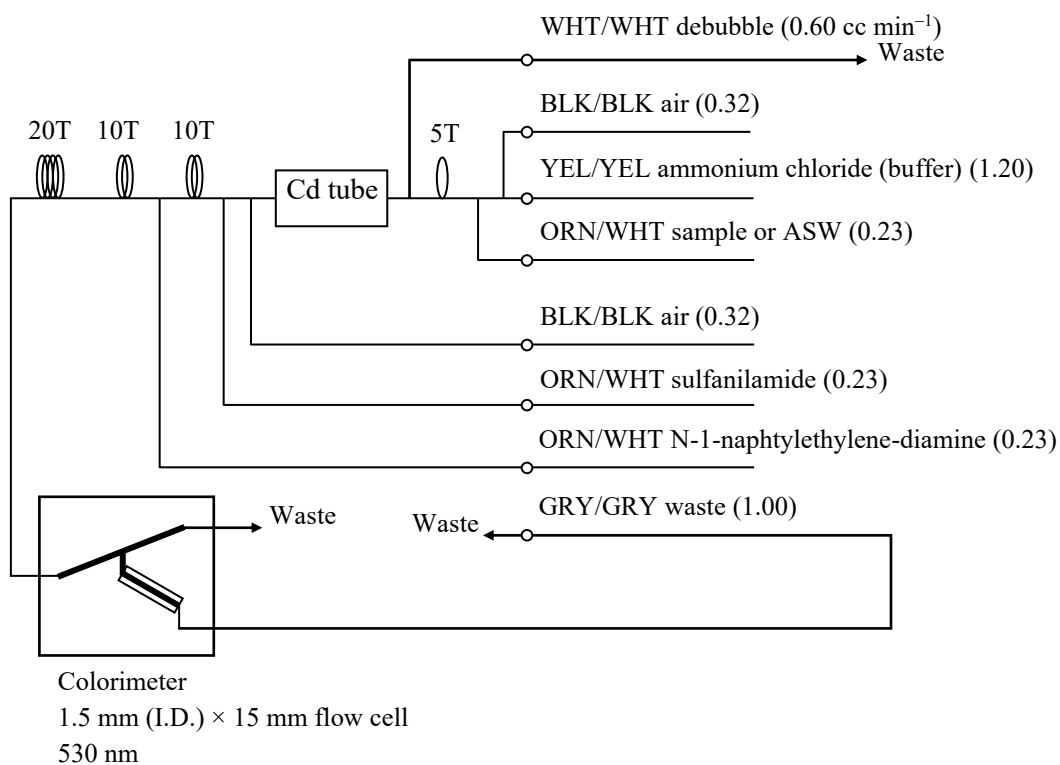 WHT/WHT debubble (0.60 cc min–1)
Waste
BLK/BLK air (0.32)
20T 10T 10T 5T
YEL/YEL ammonium chloride (buffer) (1.20)
Cd tube
ORN/WHT sample or ASW (0.23)
BLK/BLK air (0.32)
ORN/WHT sulfanilamide (0.23)
ORN/WHT N-1-naphtylethylene-diamine (0.23)
GRY/GRY waste (1.00)
Waste
Waste
Colorimeter
1.5 mm (I.D.) × 15 mm flow cell
530 nm